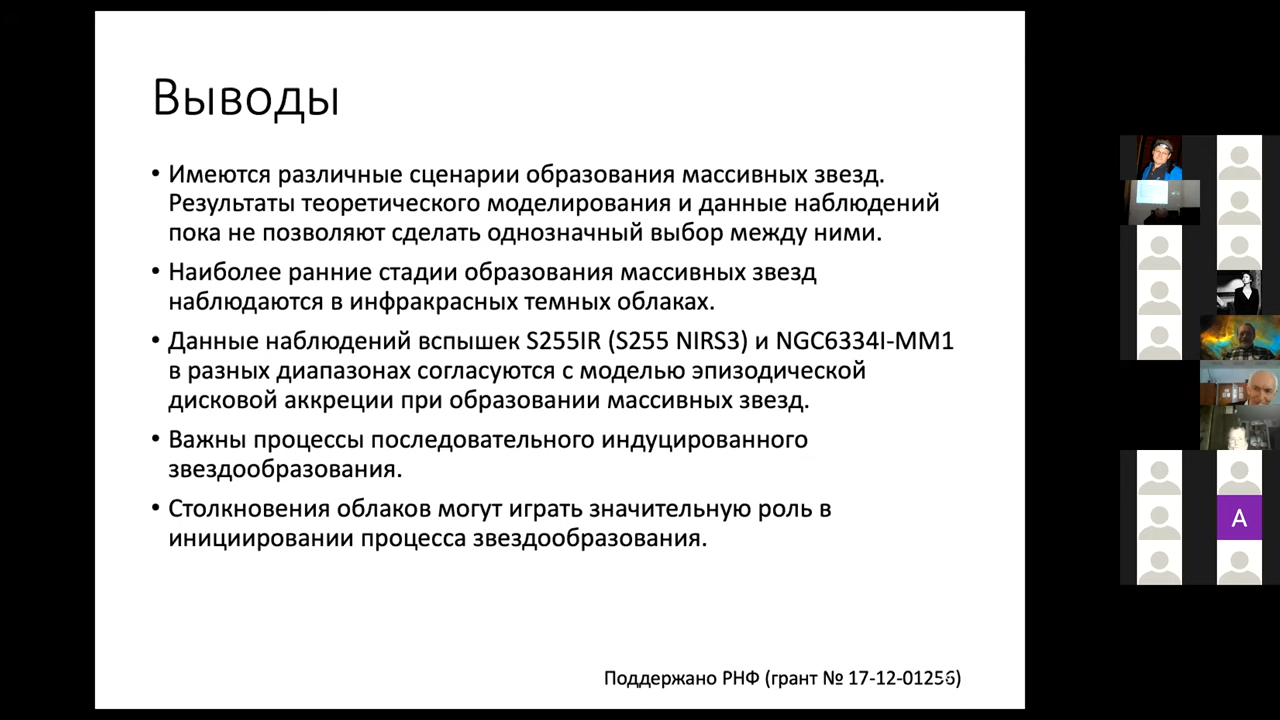 Выводы
• Имеются различные сценарии образования массивных звезд.
Результаты теоретического моделирования и данные наблюдений
пока не позволяют сделать однозначный выбор между ними.
• Наиболее ранние стадии образования массивных звезд
наблюдаются в инфракрасных темных облаках.
• Данные наблюдений вспышек S255IR (S255 NIRS3) и NGC6334I-MM1
в разных диапазонах согласуются с моделью эпизодической
дисковой аккреции при образовании массивных звезд.
• Важны процессы последовательного индуцированного
звездообразования.
• Столкновения облаков могут играть значительную роль в
инициировании процесса звездообразования.
Поддержано РНФ (грант № 17-12-01256)
A